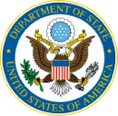 DEPARTMENT OF STATE
UNITED STATES OF AMERICA